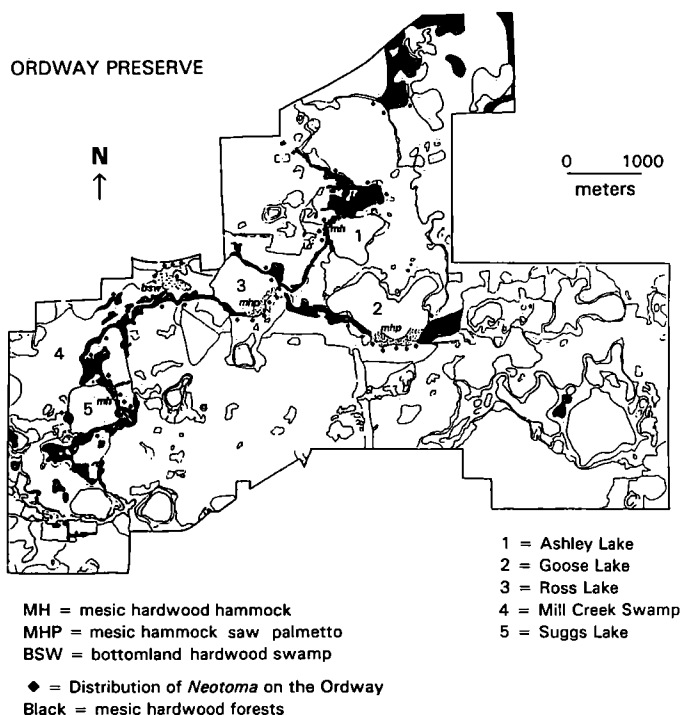 ORDWAY PRESERVE
N
0 1000
meters
mh
1
bsw
3
mhp
4
2
mhp
4
5
mh
1 = Ashley Lake
2 = Goose Lake
3 = Ross Lake
4 = Mill Creek Swamp
5 = Suggs Lake
MH = mesic hardwood hammock
MHP = mesic hammock saw palmetto
BSW = bottomland hardwood swamp
◆ = Distribution of Neotoma on the Ordway
Black = mesic hardwood forests